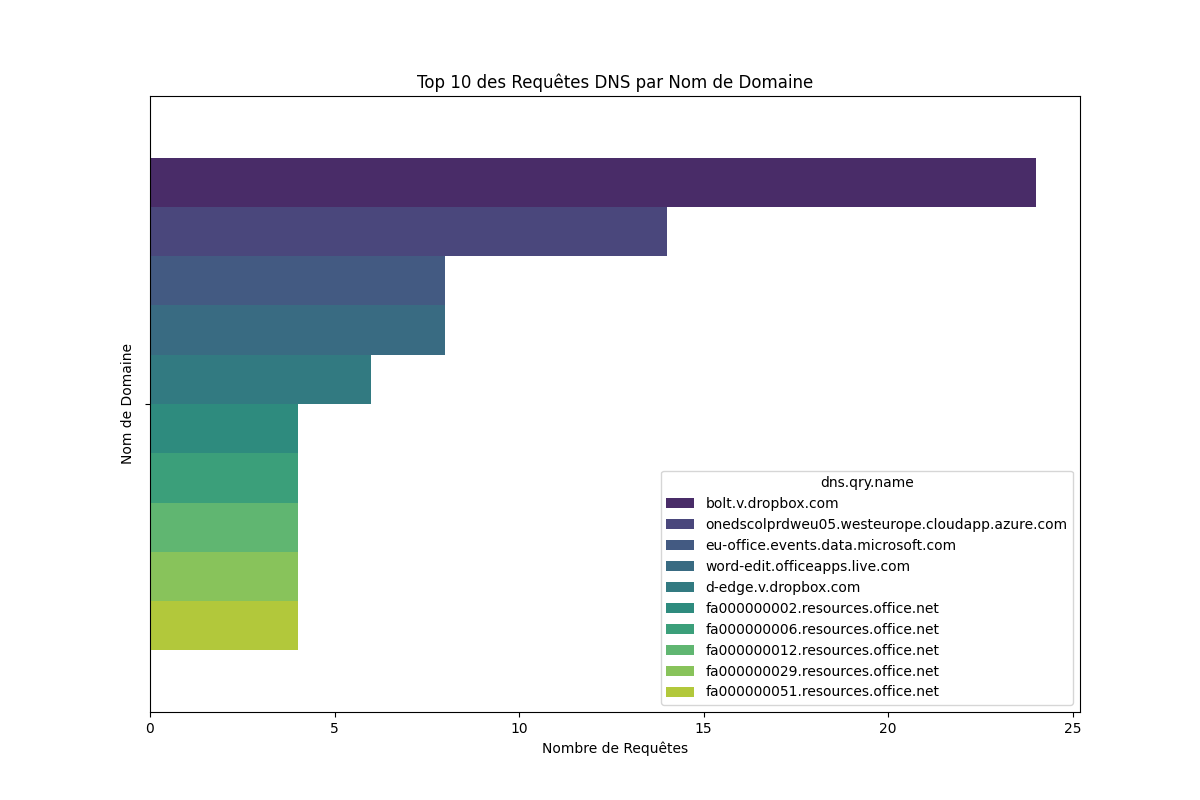 Top 10 des Requêtes DNS par Nom de Domaine
Nom de Domaine
dns.qry.name
bolt.v.dropbox.com
onedscolprdweu05.westeurope.cloudapp.azure.com
eu-office.events.data.microsoft.com
word-edit.officeapps.live.com
d-edge.v.dropbox.com
fa000000002.resources.office.net
fa000000006.resources.office.net
fa000000012.resources.office.net
fa000000029.resources.office.net
fa000000051.resources.office.net
0 5 10 15 20 25
Nombre de Requêtes